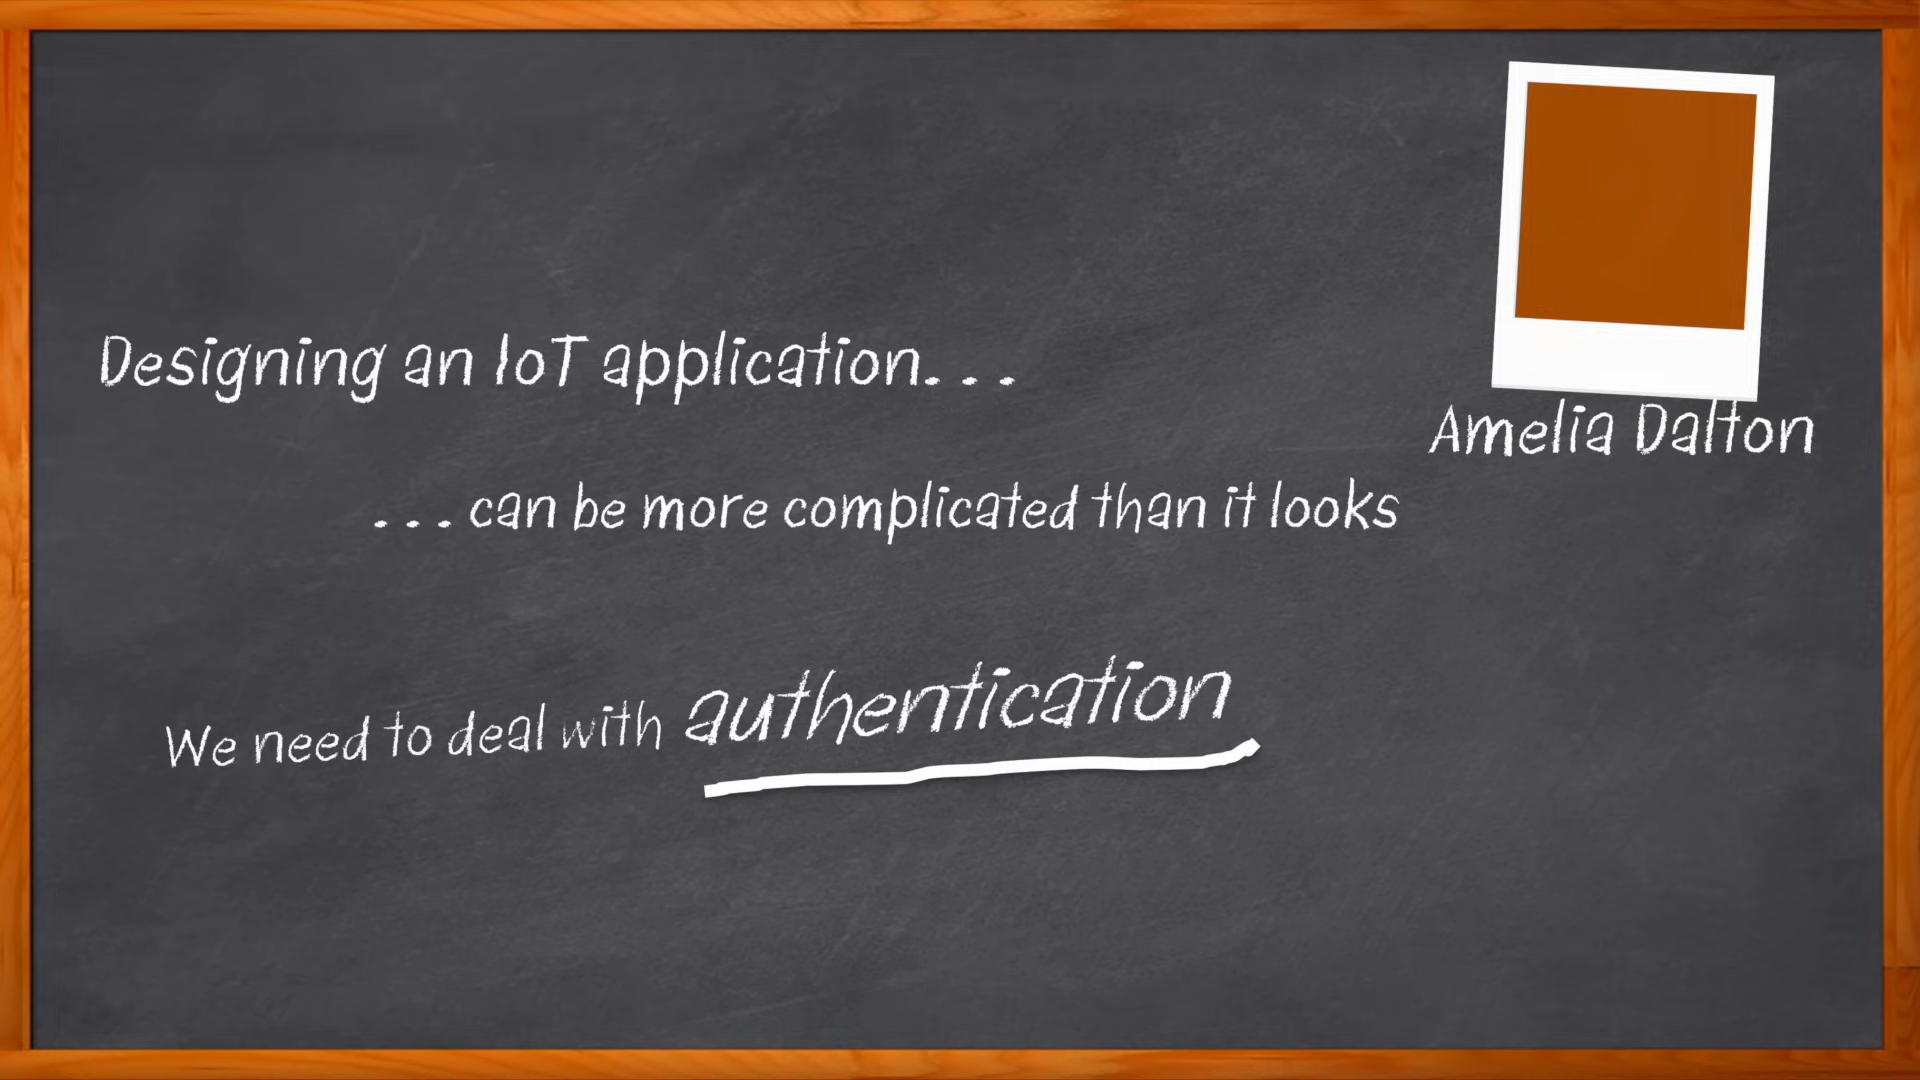 Designing an IoT application...
Amelia Dalton
...can be more complicated than it looks
We need to deal with authentication